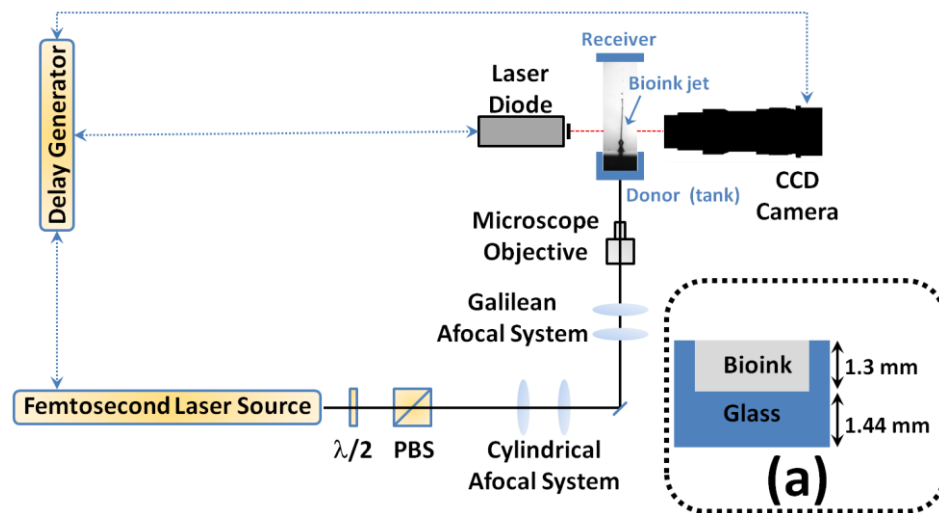 Receiver
Bioink jet
Laser
Diode
Delay Generator
Donor (tank)
CCD
Camera
Microscope
Objective
Galilean
Afocal System
Bioink
1.3 mm
Glass
1.44 mm
Femtosecond Laser Source
λ/2
PBS
Cylindrical
Afocal System
(a)